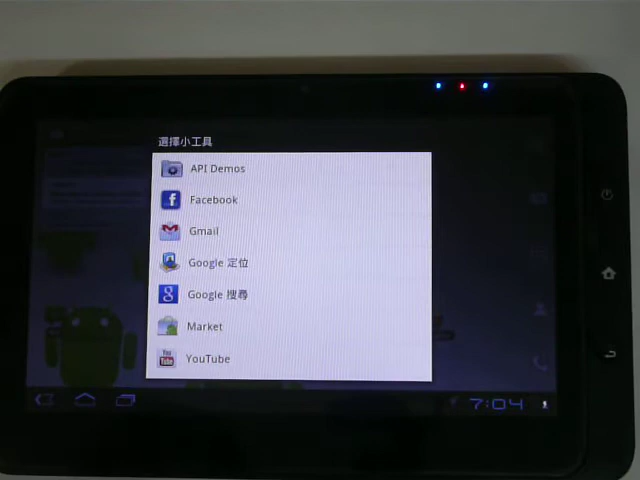 選擇小工具
API Demos
Facebook
Gmail
Google 定位
Google 搜尋
Market
YouTube
7:04